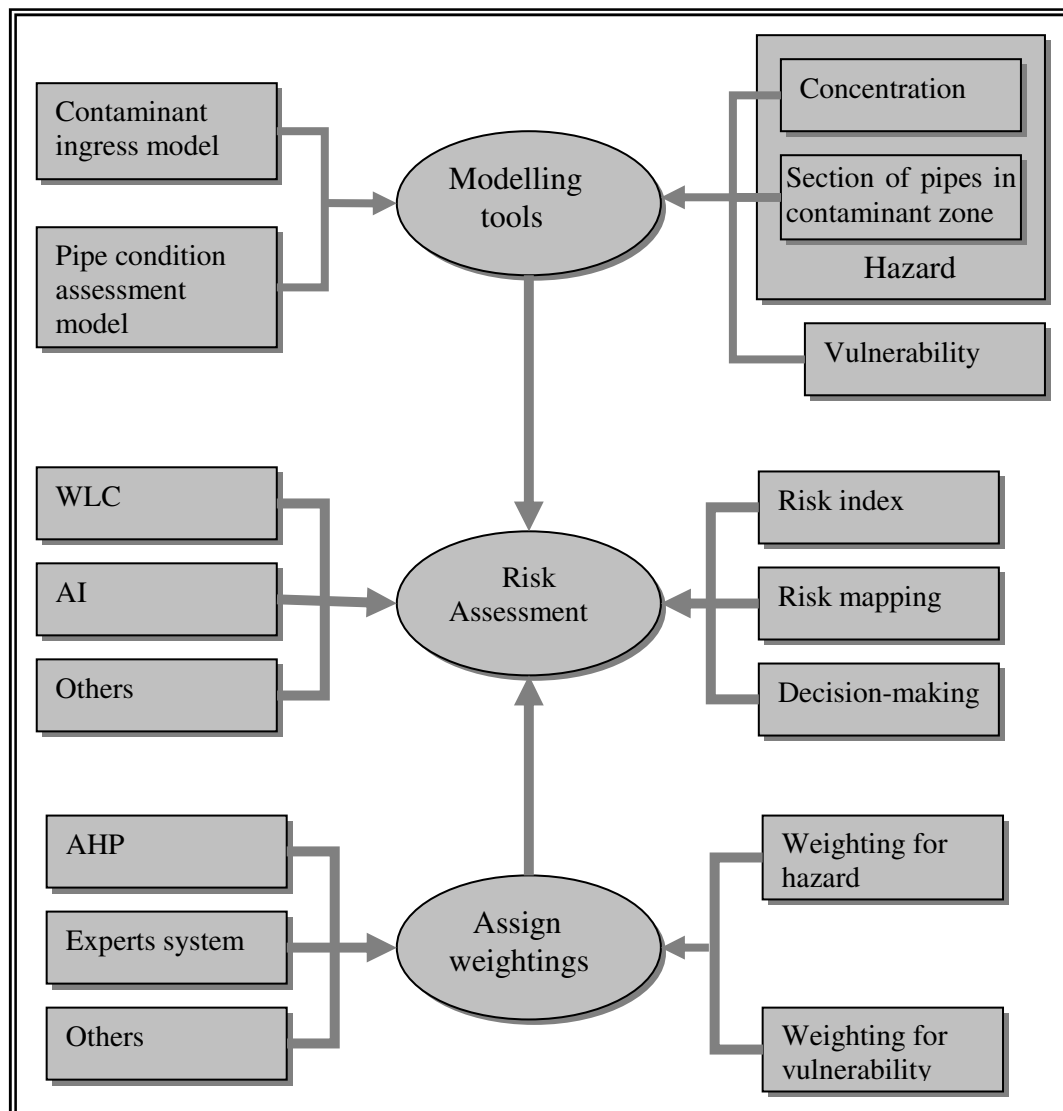 Contaminant
ingress model
Pipe condition
assessment
model
Modelling
tools
Concentration
Section of pipes in
contaminant zone
Hazard
Vulnerability
WLC
AI
Others
Risk
Assessment
Risk index
Risk mapping
Decision-making
AHP
Experts system
Others
Assign
weightings
Weighting for
hazard
Weighting for
vulnerability